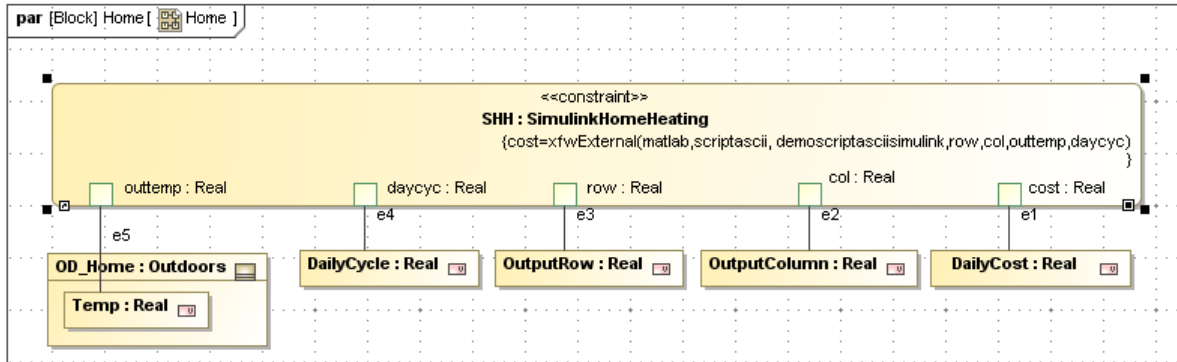 par [Block] Home [ Home ]
<<constraint>>
SHH : SimulinkHomeHeating
{cost=xfwExternal(matlab,scriptascii, demoscriptasciisimulink,row,col,outtemp,daycyc)
}
outtemp : Real
daycyc : Real
row : Real
col : Real
cost : Real
e5
e4
e3
e2
e1
OD_Home : Outdoors
DailyCycle : Real
OutputRow : Real
OutputColumn : Real
DailyCost : Real
Temp : Real